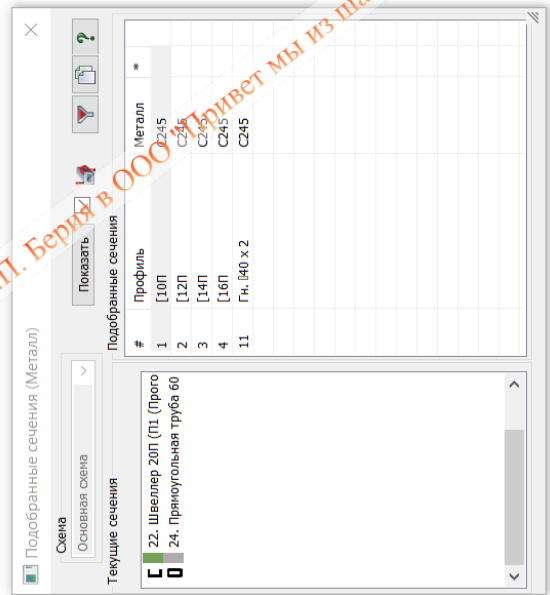 Подобранные сечения (Металл)
Схема
Основная схема
Показать
?
Текущие сечения
22. Швеллер 20П (П1 (Прого
24. Прямоугольная труба 60
Подобранные сечения
# Профиль Металл *
1 [10П С245
2 [12П С245
3 [14П С245
4 [16П С245
11 Гн. 40 x 2 С245
П. Берия в ООО "Привет мы из